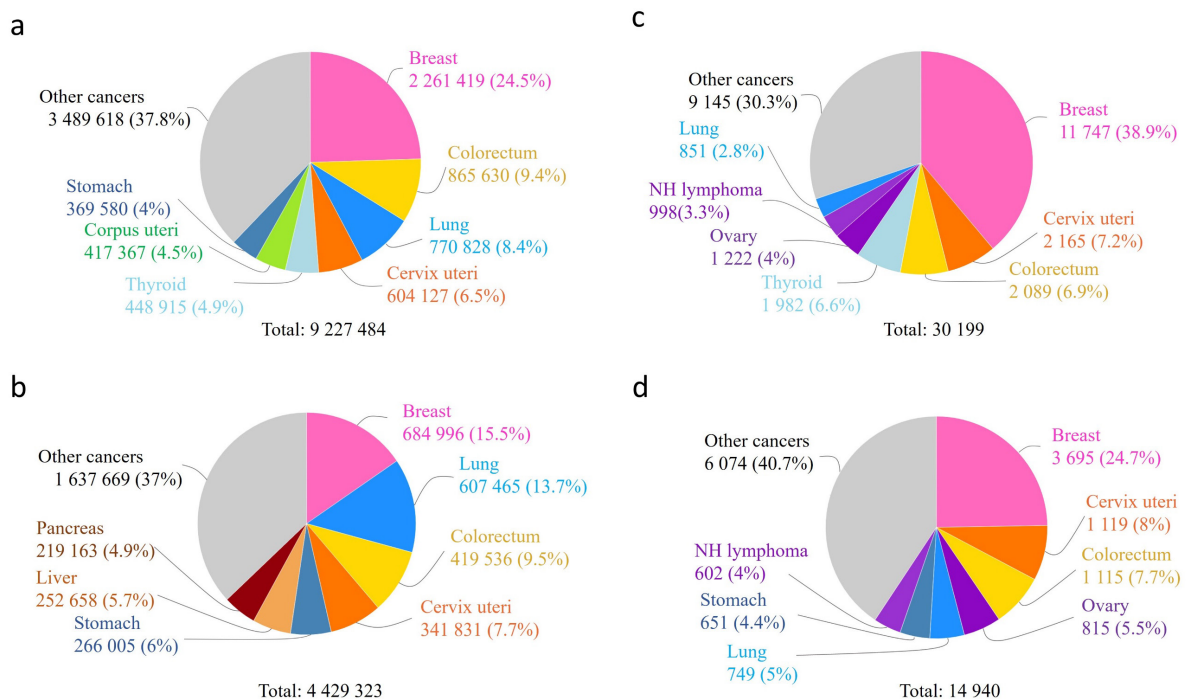 a
Breast
2 261 419 (24.5%)
Colorectum
865 630 (9.4%)
Lung
770 828 (8.4%)
Cervix uteri
604 127 (6.5%)
Thyroid
448 915 (4.9%)
Corpus uteri
417 367 (4.5%)
Stomach
369 580 (4%)
Other cancers
3 489 618 (37.8%)
Total: 9 227 484
b
Breast
684 996 (15.5%)
Lung
607 465 (13.7%)
Colorectum
419 536 (9.5%)
Cervix uteri
341 831 (7.7%)
Stomach
266 005 (6%)
Liver
252 658 (5.7%)
Pancreas
219 163 (4.9%)
Other cancers
1 637 669 (37%)
Total: 4 429 323
c
Breast
11 747 (38.9%)
Cervix uteri
2 165 (7.2%)
Colorectum
2 089 (6.9%)
Thyroid
1 982 (6.6%)
Ovary
1 222 (4%)
NH lymphoma
998(3.3%)
Lung
851 (2.8%)
Other cancers
9 145 (30.3%)
Total: 30 199
d
Breast
3 695 (24.7%)
Cervix uteri
1 119 (8%)
Colorectum
1 115 (7.7%)
Ovary
815 (5.5%)
Lung
749 (5%)
Stomach
651 (4.4%)
NH lymphoma
602 (4%)
Other cancers
6 074 (40.7%)
Total: 14 940